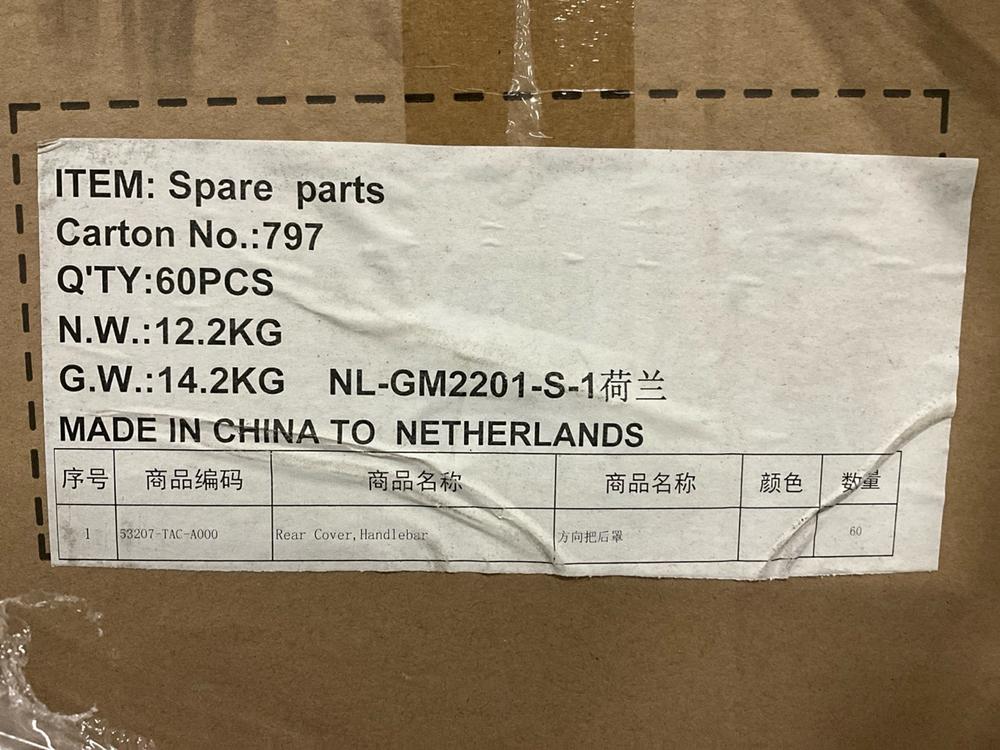 ITEM: Spare parts
Carton No.:797
Q'TY:60PCS
N.W.:12.2KG
G.W.:14.2KG NL-GM2201-S-1荷兰
MADE IN CHINA TO NETHERLANDS
序号 商品编码 商品名称 商品名称 颜色 数量
1 53207-TAC-A000 Rear Cover,Handlebar 方向把后罩 60